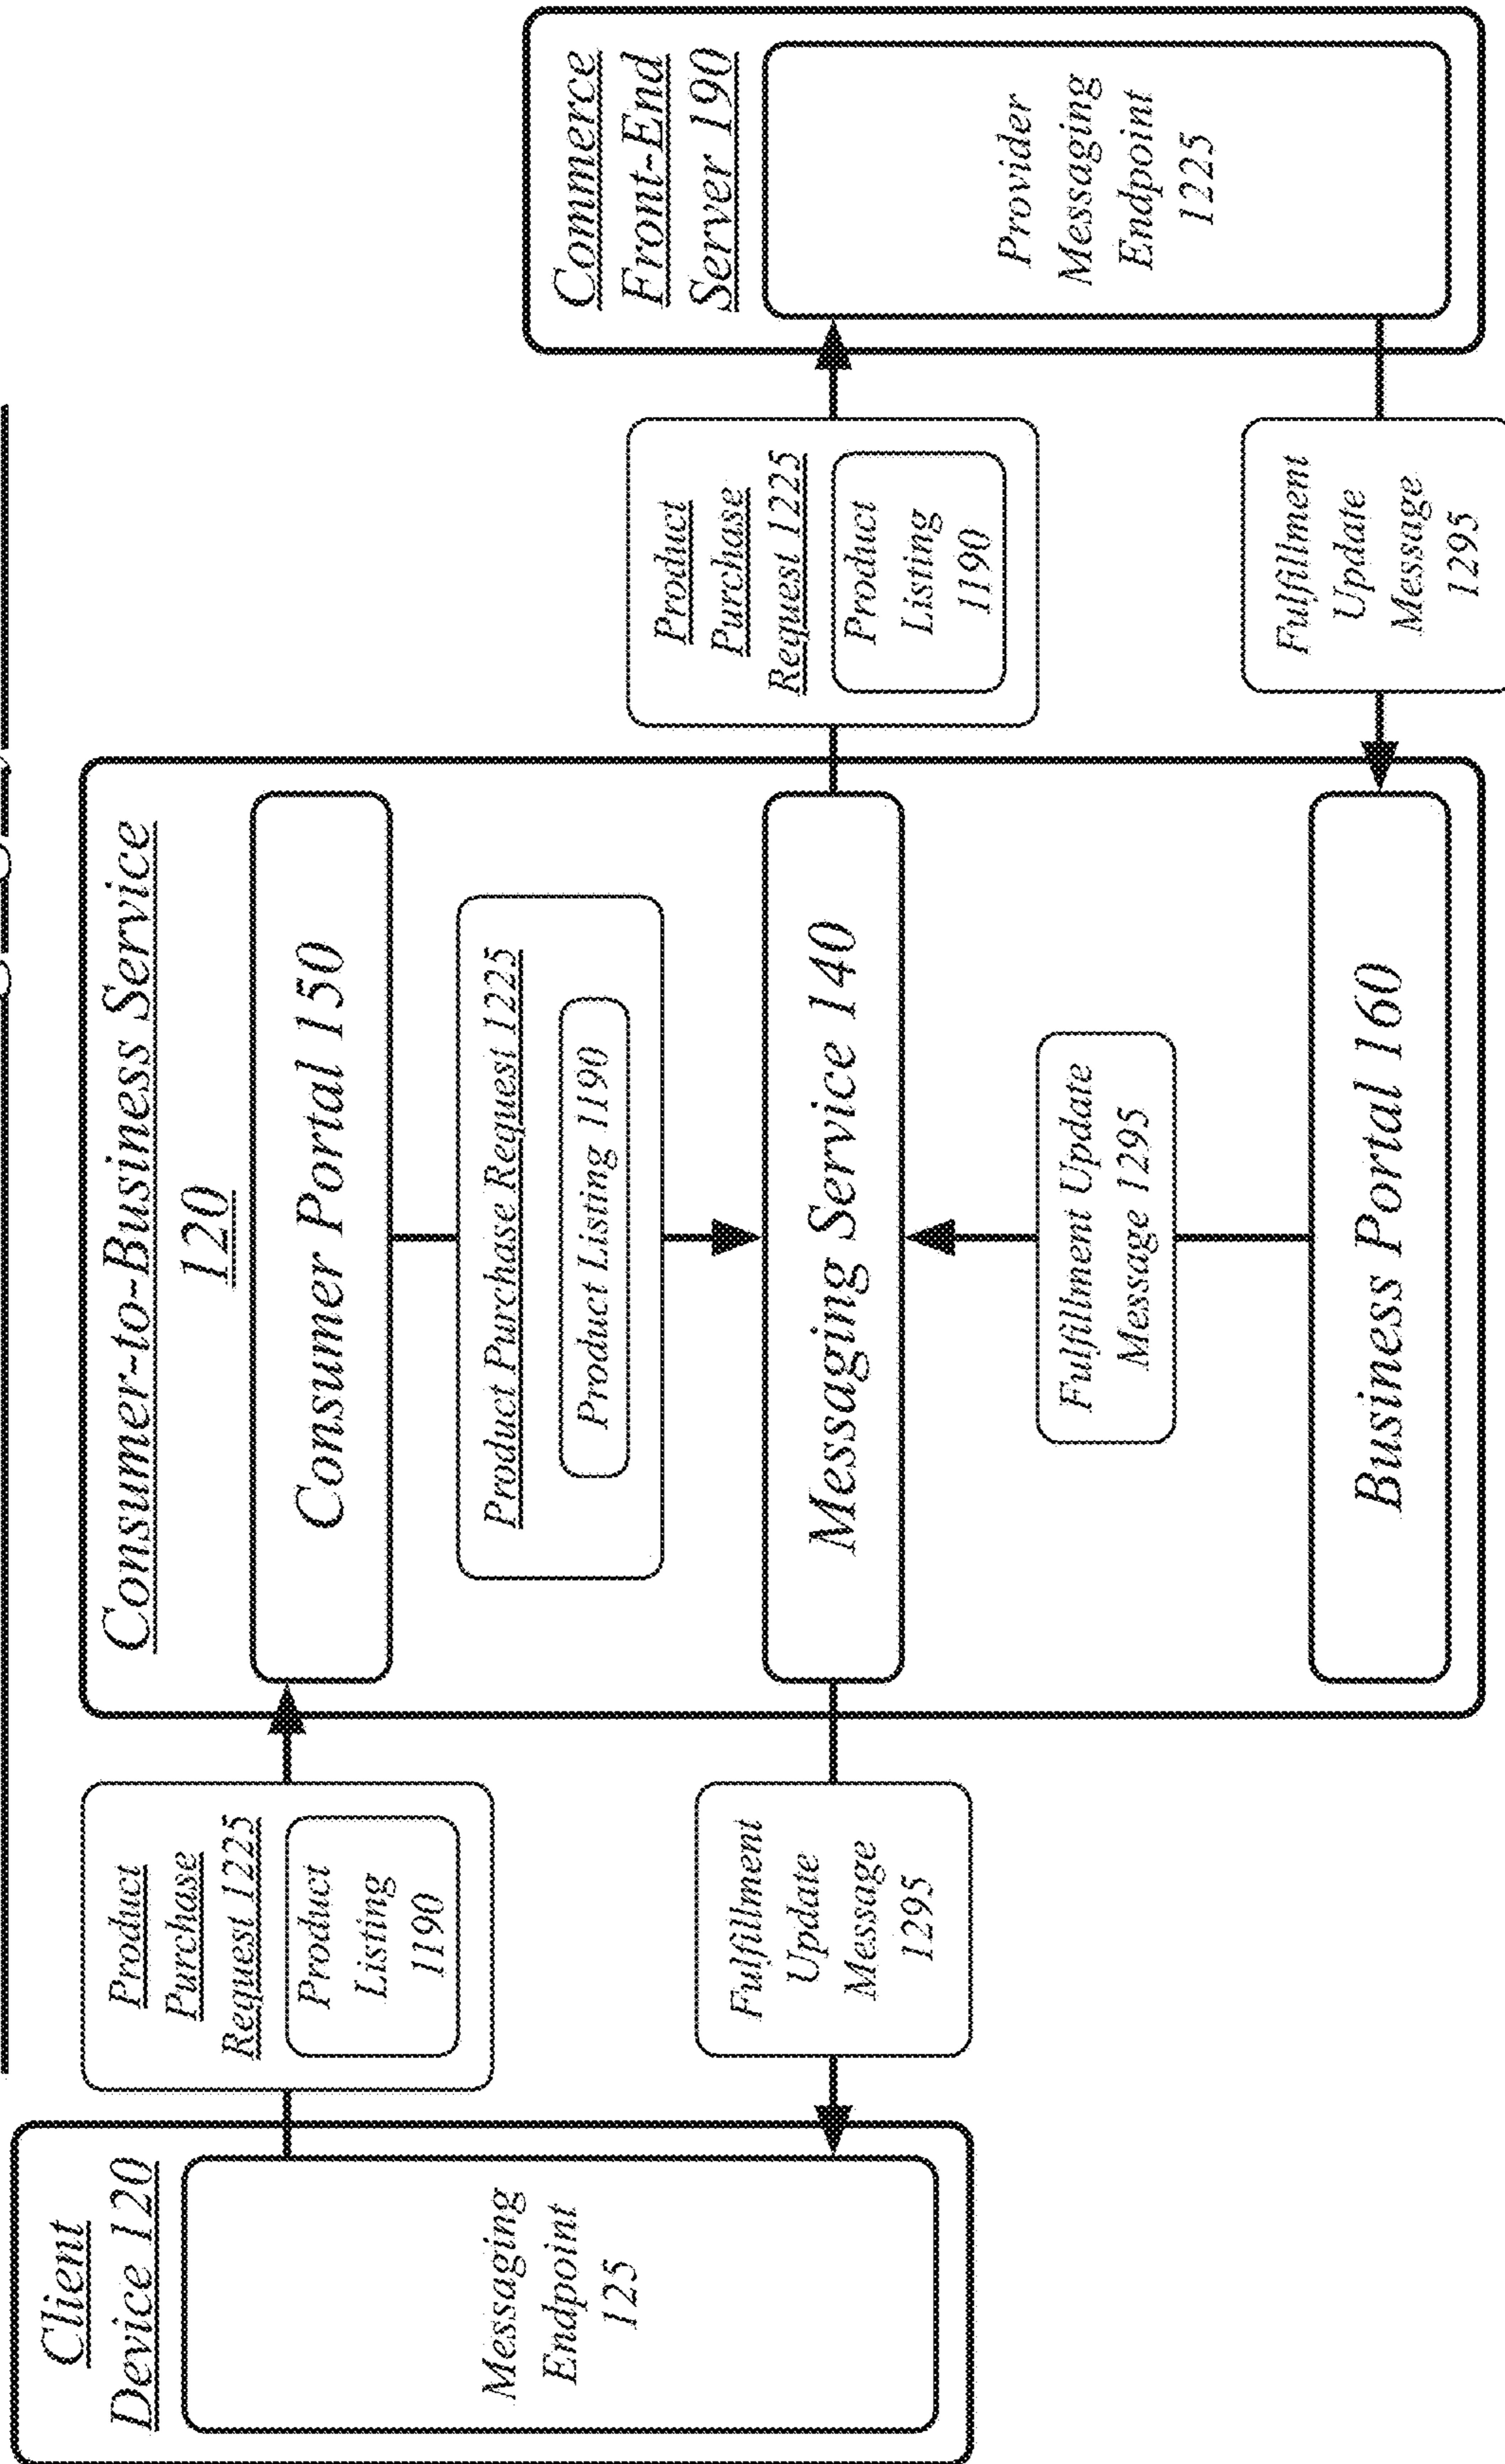 Client
Device 120
Messaging
Endpoint
125
Product
Purchase
Request 1225
Product
Listing
1190
Fulfillment
Update
Message
1295
Consumer-to-Business Service
120
Consumer Portal 150
Product Purchase Request 1225
Product Listing 1190
Messaging Service 140
Fulfillment Update
Message 1295
Business Portal 160
Product
Purchase
Request 1225
Product
Listing
1190
Fulfillment
Update
Message
1295
Commerce
Front-End
Server 190
Provider
Messaging
Endpoint
1225